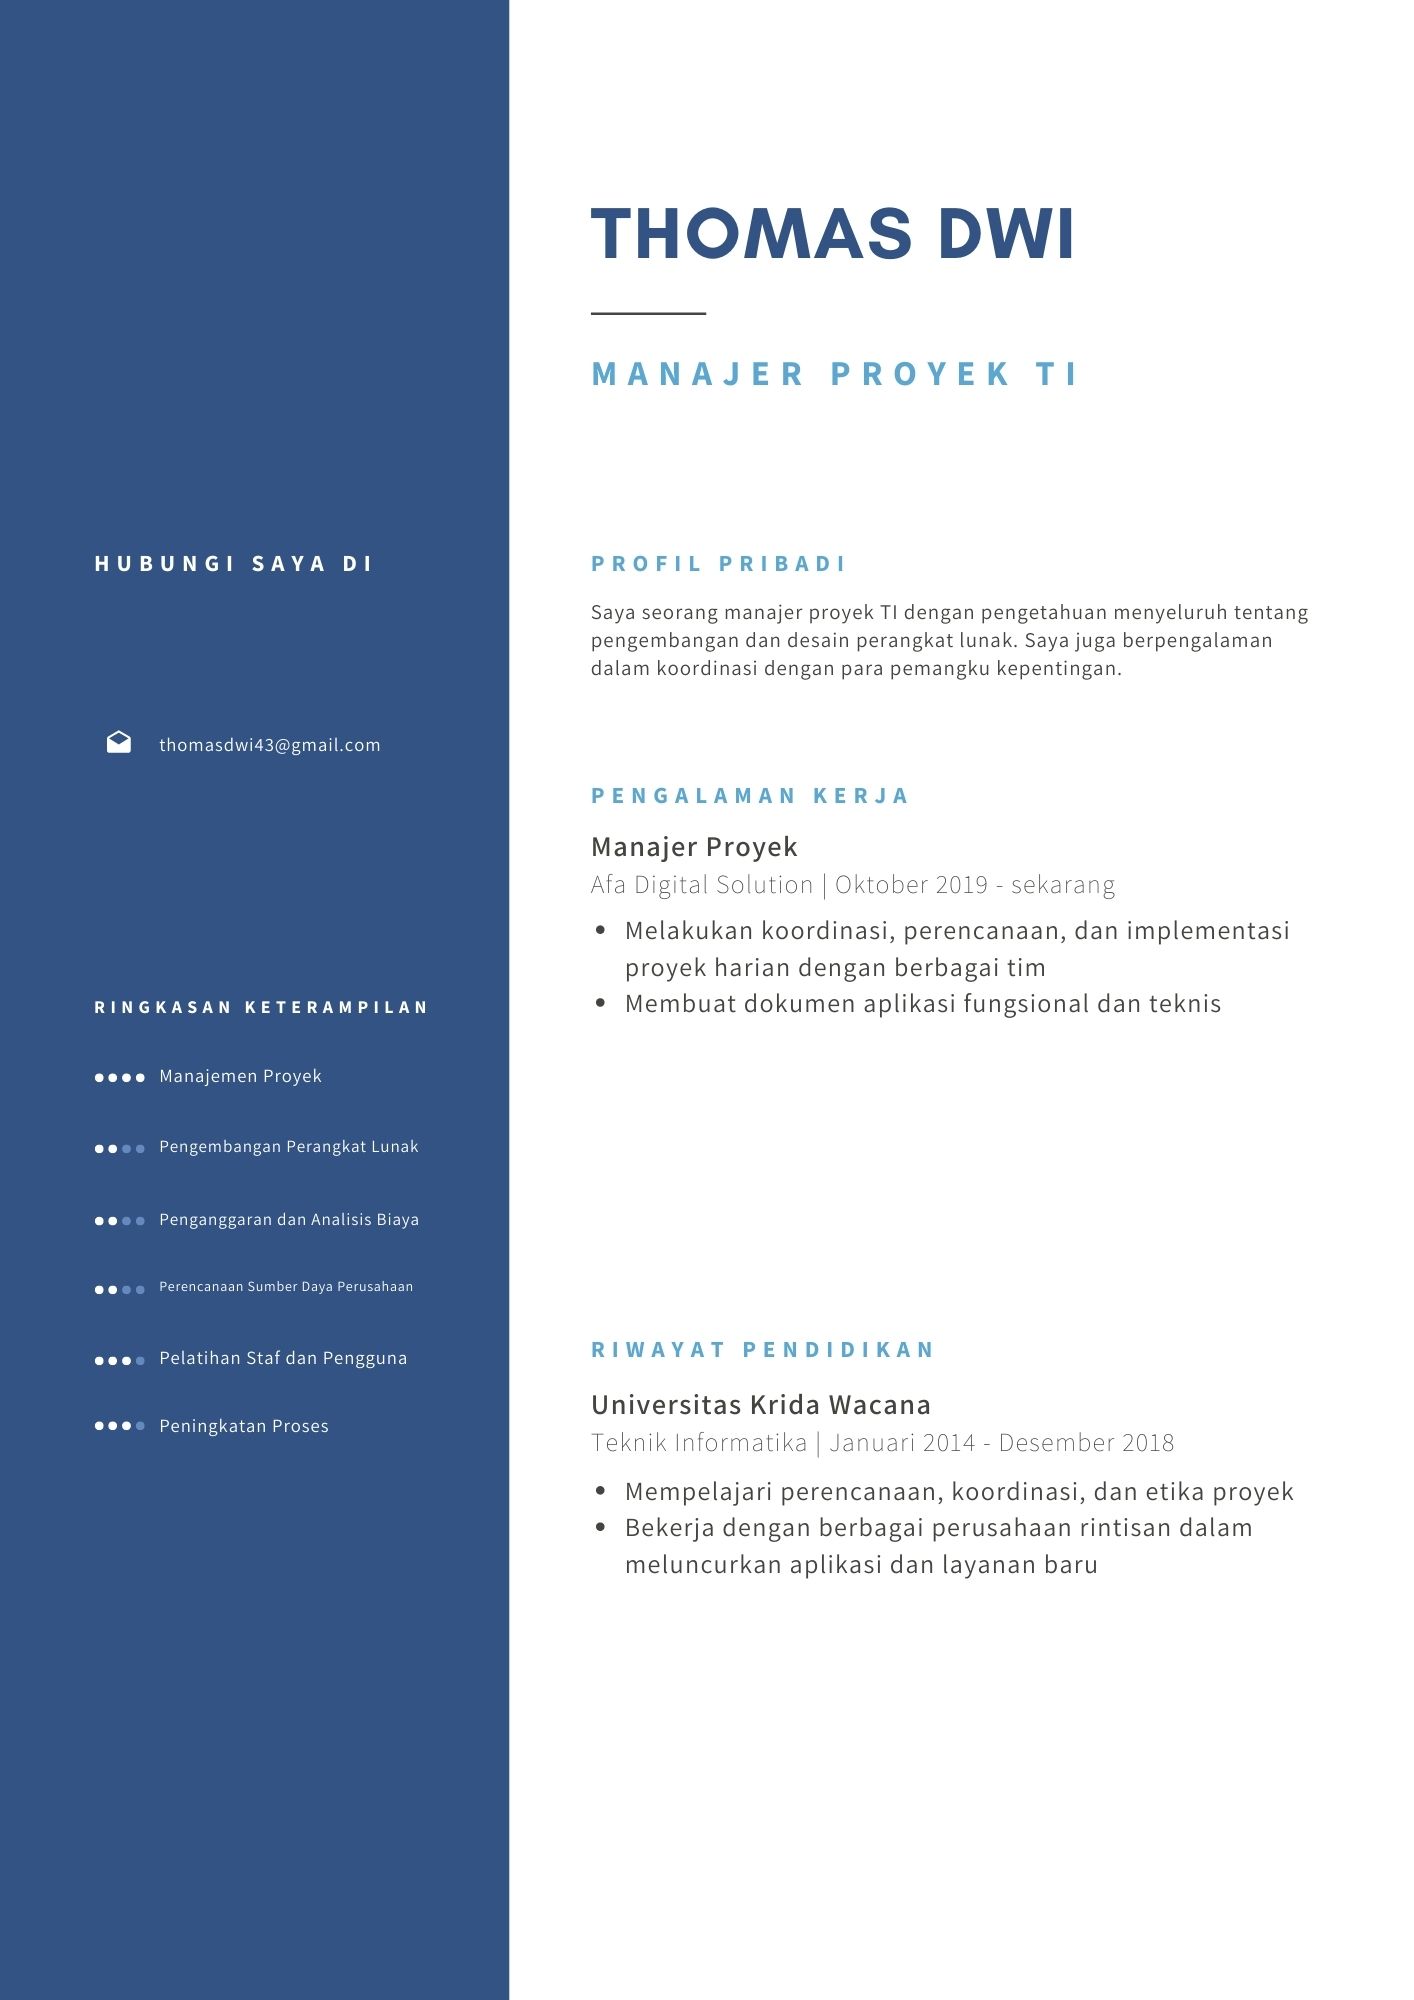 THOMAS DWI
MANAJER PROYEK TI
HUBUNGI SAYA DI
thomasdwi43@gmail.com
RINGKASAN KETERAMPILAN
Manajemen Proyek
Pengembangan Perangkat Lunak
Penganggaran dan Analisis Biaya
Perencanaan Sumber Daya Perusahaan
Pelatihan Staf dan Pengguna
Peningkatan Proses
PROFIL PRIBADI
Saya seorang manajer proyek TI dengan pengetahuan menyeluruh tentang
pengembangan dan desain perangkat lunak. Saya juga berpengalaman
dalam koordinasi dengan para pemangku kepentingan.
PENGALAMAN KERJA
Manajer Proyek
Afa Digital Solution | Oktober 2019 - sekarang
• Melakukan koordinasi, perencanaan, dan implementasi
proyek harian dengan berbagai tim
• Membuat dokumen aplikasi fungsional dan teknis
RIWAYAT PENDIDIKAN
Universitas Krida Wacana
Teknik Informatika | Januari 2014 - Desember 2018
• Mempelajari perencanaan, koordinasi, dan etika proyek
• Bekerja dengan berbagai perusahaan rintisan dalam
meluncurkan aplikasi dan layanan baru